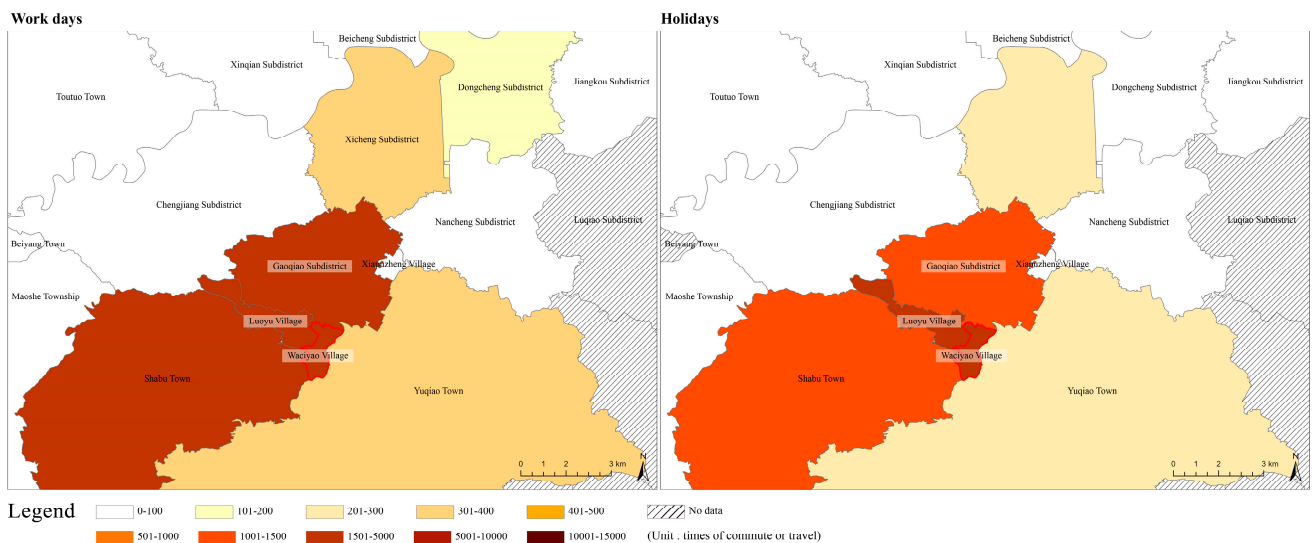 Work days
Beicheng Subdistrict
Xinqian Subdistrict
Jiangkou Subdistrict
Dongcheng Subdistrict
Toutuo Town
Xicheng Subdistrict
Chengjiang Subdistrict
Nancheng Subdistrict
Luqiao Subdistrict
Beiyang Town
Gaoqiao Subdistrict
Xiantizheng Village
Maoshe Township
Luoyu Village
Waciyao Village
Shabu Town
Yuqiao Town
N
0 1 2 3 km
Holidays
Beicheng Subdistrict
Xinqian Subdistrict
Jiangkou Subdistrict
Dongcheng Subdistrict
Toutuo Town
Xicheng Subdistrict
Chengjiang Subdistrict
Nancheng Subdistrict
Luqiao Subdistrict
Beiyang Town
Gaoqiao Subdistrict
Village
Maoshe Township
Luoyu Village
Waciyao Village
Shabu Town
Yuqiao Town
N
0 1 2 3 km
Legend
0-100
101-200
201-300
301-400
401-500
No data
501-1000
1001-1500
1501-5000
5001-10000
10001-15000
(Unit : times of commute or travel)